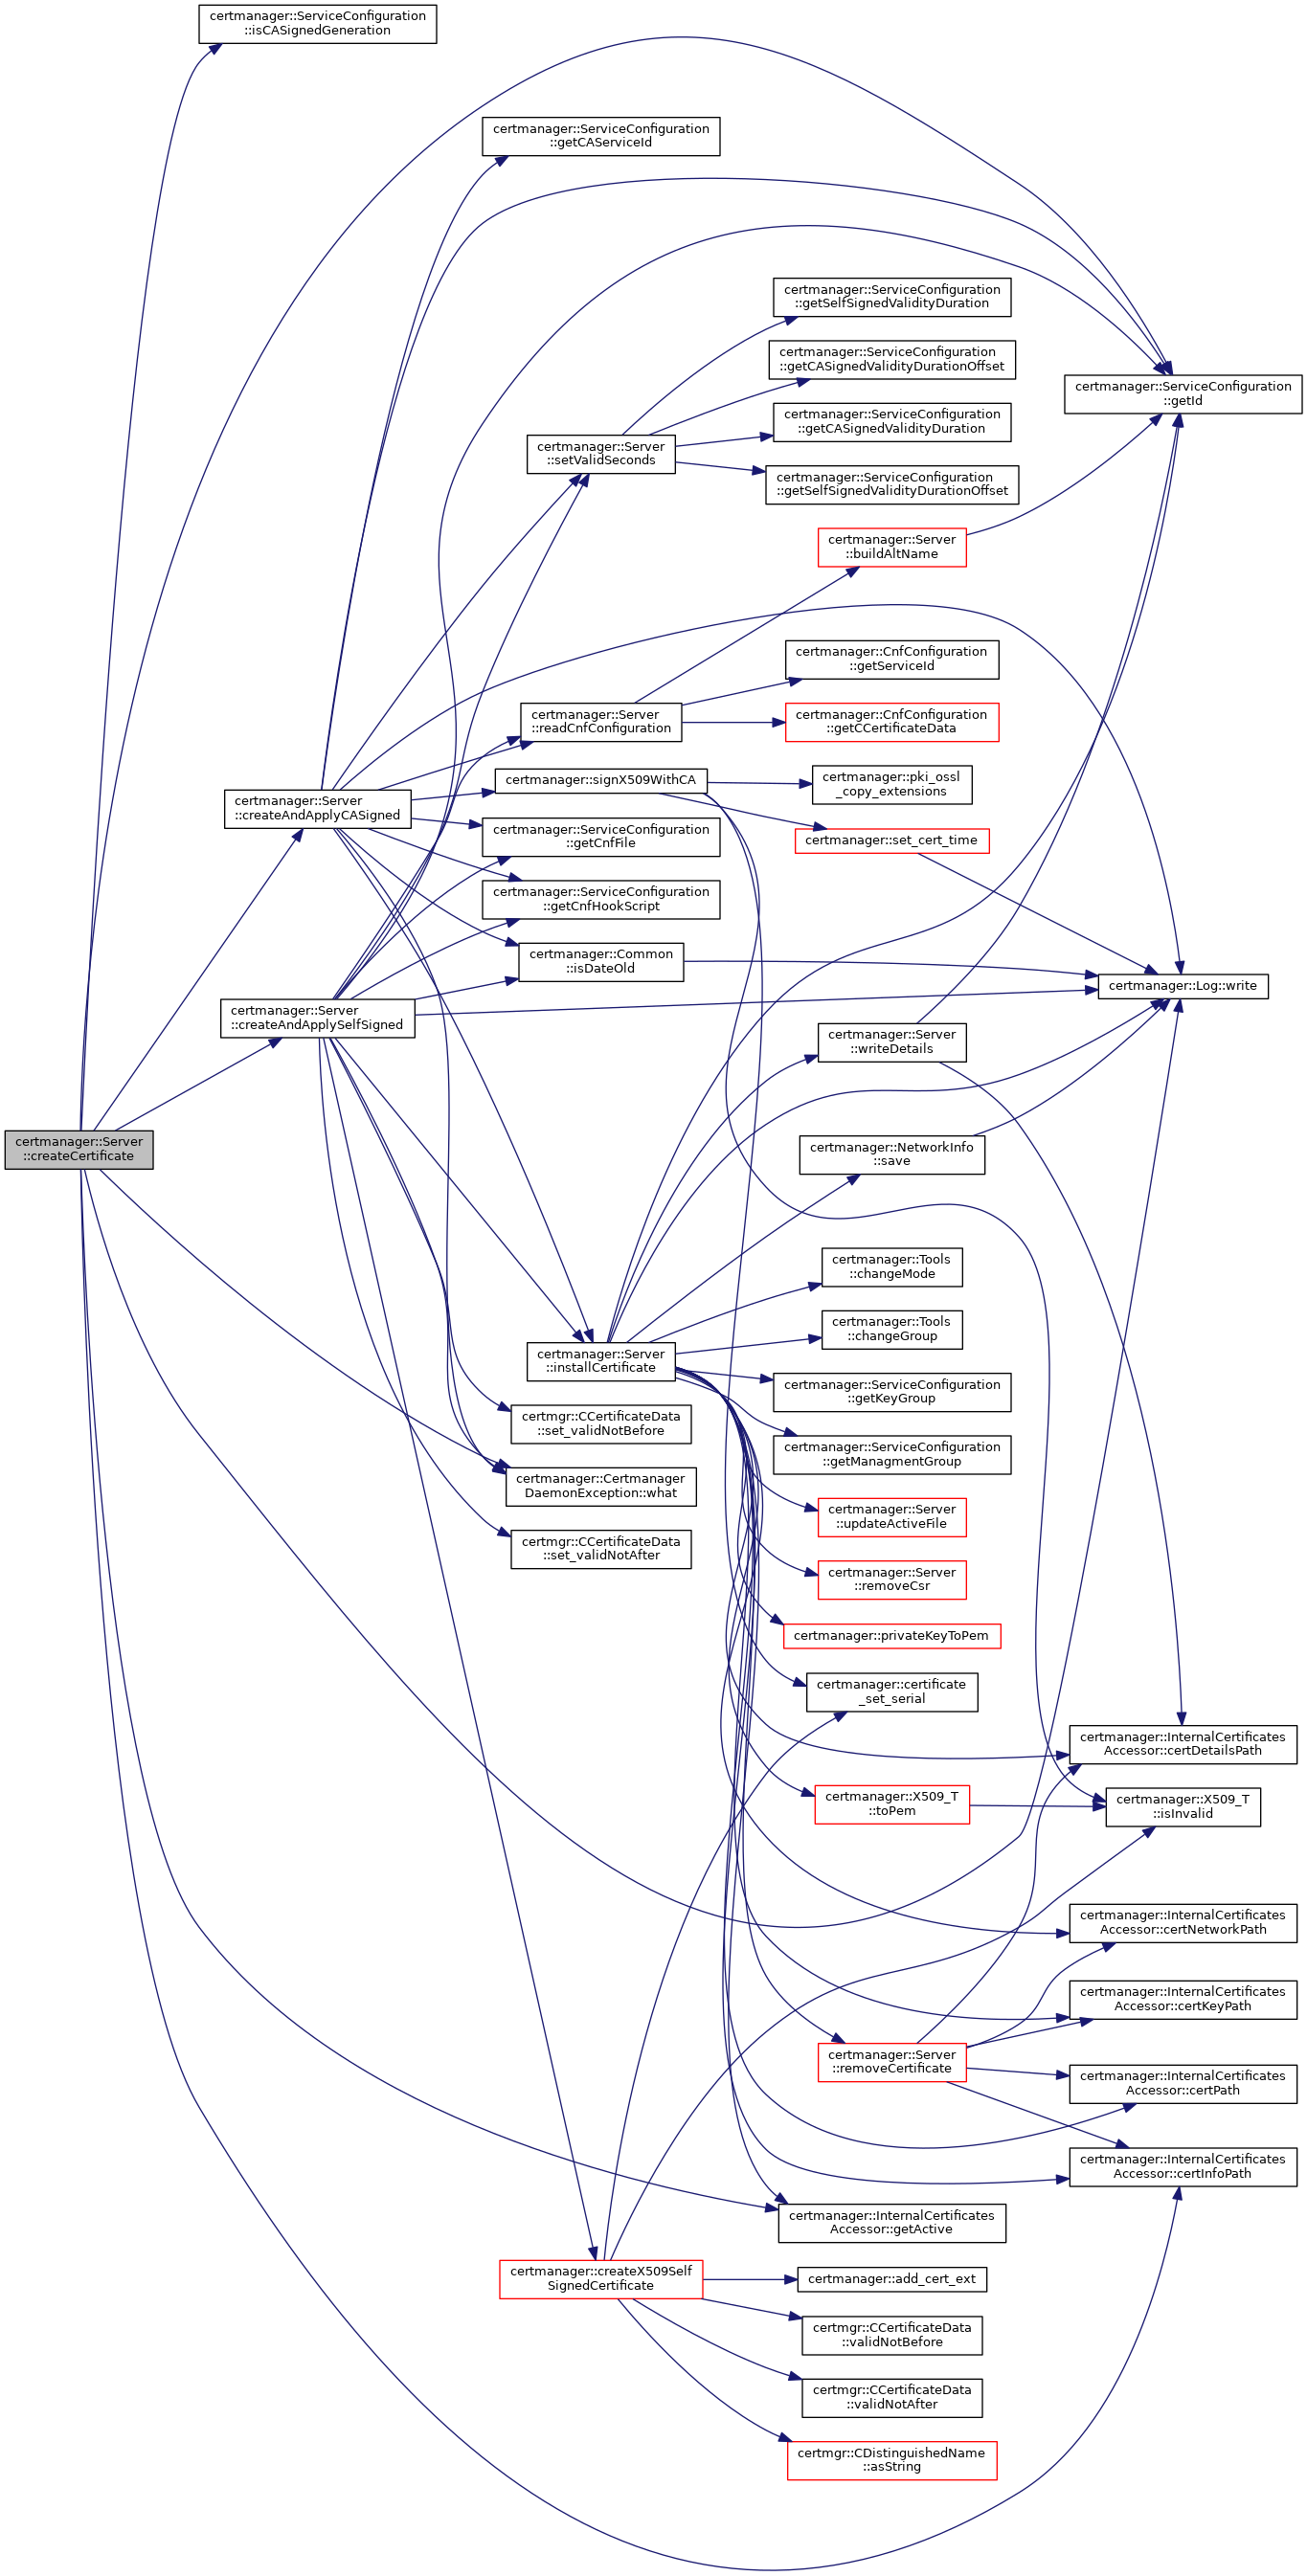 certmanager::ServiceConfiguration
::isCASignedGeneration
certmanager::ServiceConfiguration
::getCAServiceId
certmanager::ServiceConfiguration
::getSelfSignedValidityDuration
certmanager::ServiceConfiguration
::getCASignedValidityDurationOffset
certmanager::ServiceConfiguration
::getId
certmanager::ServiceConfiguration
::getCASignedValidityDuration
certmanager::Server
::setValidSeconds
certmanager::ServiceConfiguration
::getSelfSignedValidityDurationOffset
certmanager::Server
::buildAltName
certmanager::CnfConfiguration
::getServiceId
certmanager::Server
::readCnfConfiguration
certmanager::CnfConfiguration
::getCCertificateData
certmanager::signX509WithCA
certmanager::pki_ossl
_copy_extensions
certmanager::Server
::createAndApplyCASigned
certmanager::ServiceConfiguration
::getCnfFile
certmanager::set_cert_time
certmanager::ServiceConfiguration
::getCnfHookScript
certmanager::Common
::isDateOld
certmanager::Log::write
certmanager::Server
::createAndApplySelfSigned
certmanager::Server
::writeDetails
certmanager::Server
::createCertificate
certmanager::NetworkInfo
::save
certmanager::Tools
::changeMode
certmanager::Tools
::changeGroup
certmanager::Server
::installCertificate
certmanager::ServiceConfiguration
::getKeyGroup
certmgr::CCertificateData
::set_validNotBefore
certmanager::ServiceConfiguration
::getManagmentGroup
certmanager::Certmanager
DaemonException::what
certmanager::Server
::updateActiveFile
certmgr::CCertificateData
::set_validNotAfter
certmanager::Server
::removeCsr
certmanager::privateKeyToPem
certmanager::certificate
_set_serial
certmanager::InternalCertificates
Accessor::certDetailsPath
certmanager::X509_T
::toPem
certmanager::X509_T
::isInvalid
certmanager::InternalCertificates
Accessor::certNetworkPath
certmanager::InternalCertificates
Accessor::certKeyPath
certmanager::Server
::removeCertificate
certmanager::InternalCertificates
Accessor::certPath
certmanager::InternalCertificates
Accessor::certInfoPath
certmanager::InternalCertificates
Accessor::getActive
certmanager::createX509Self
SignedCertificate
certmanager::add_cert_ext
certmgr::CCertificateData
::validNotBefore
certmgr::CCertificateData
::validNotAfter
certmgr::CDistinguishedName
::asString